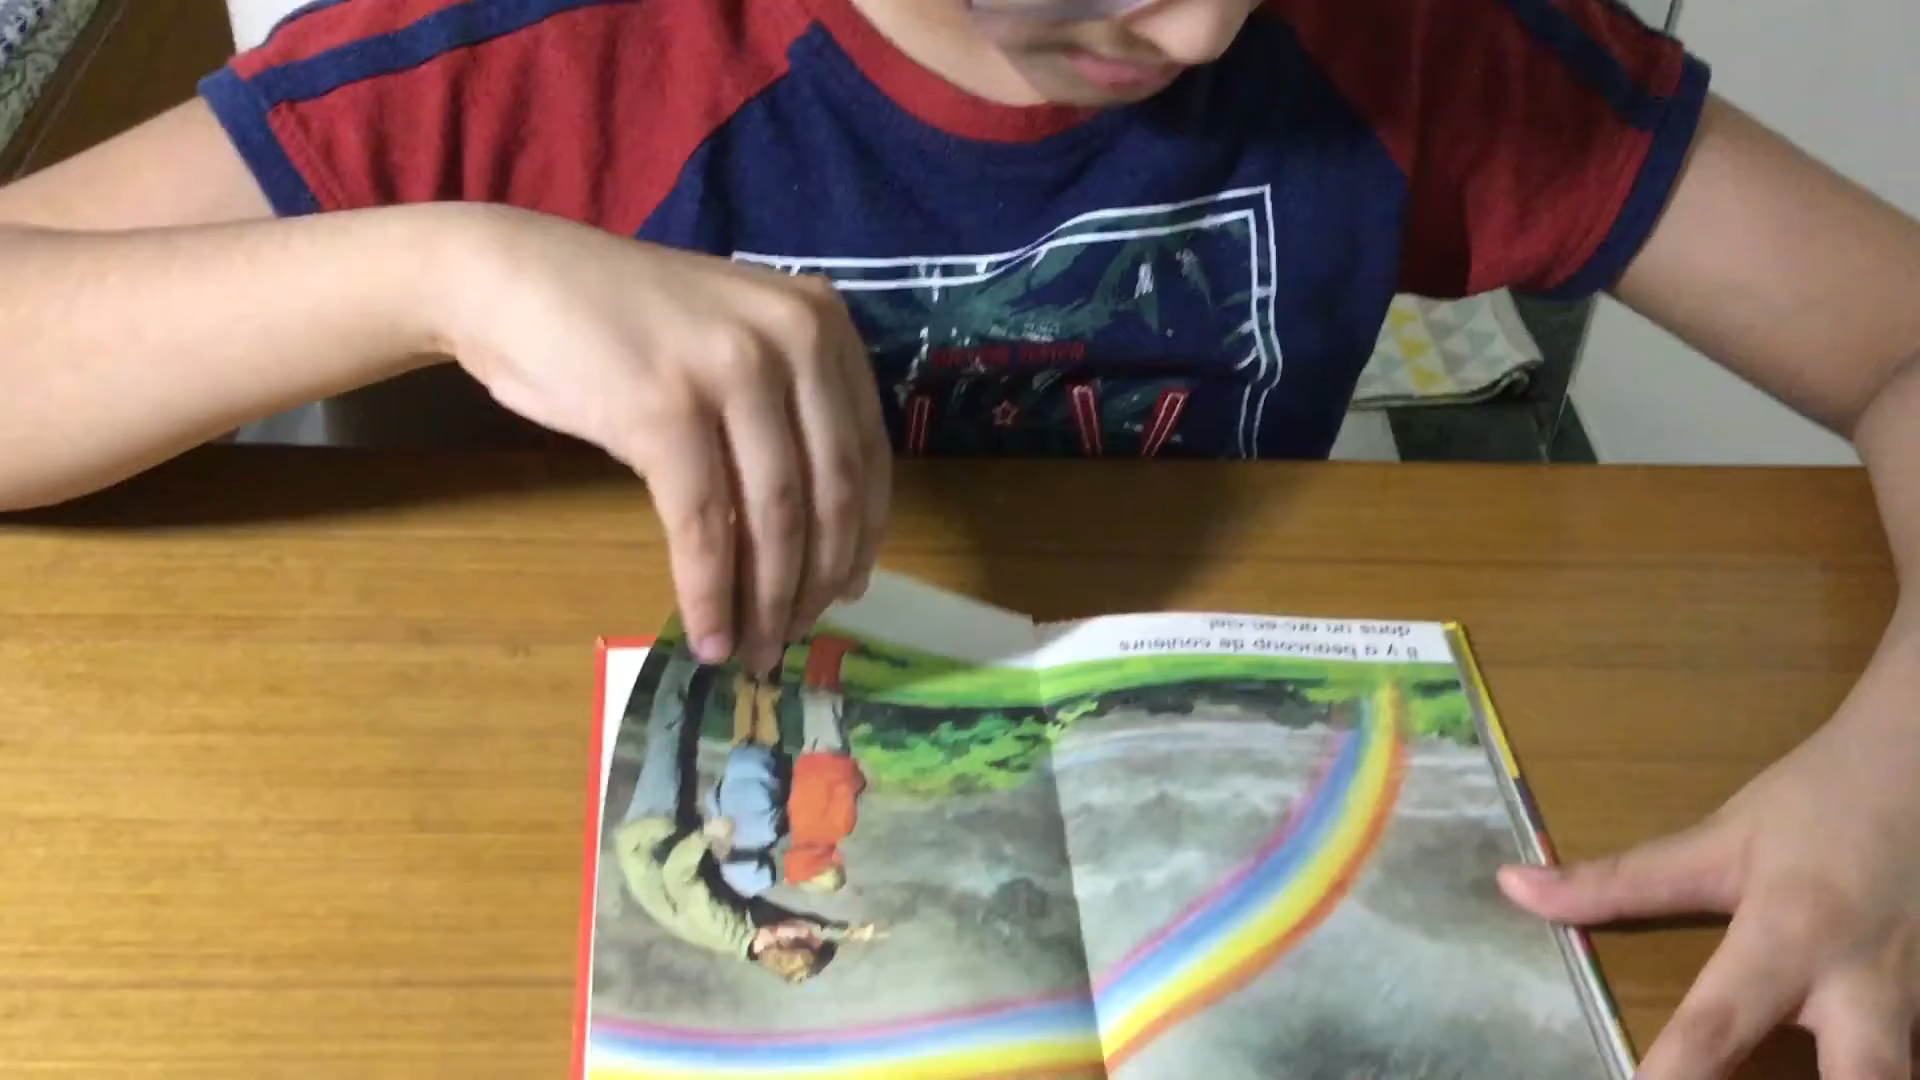 Il y a beaucoup de couleurs
dans un arc-en-ciel.